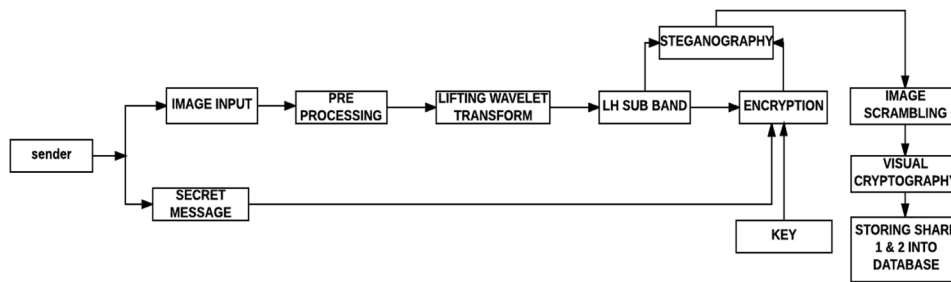 STEGANOGRAPHY
IMAGE INPUT
PRE
PROCESSING
LIFTING WAVELET
TRANSFORM
LH SUB BAND
ENCRYPTION
IMAGE
SCRAMBLING
sender
VISUAL
CRYPTOGRAPHY
SECRET
MESSAGE
KEY
STORING SHARE
1 & 2 INTO
DATABASE